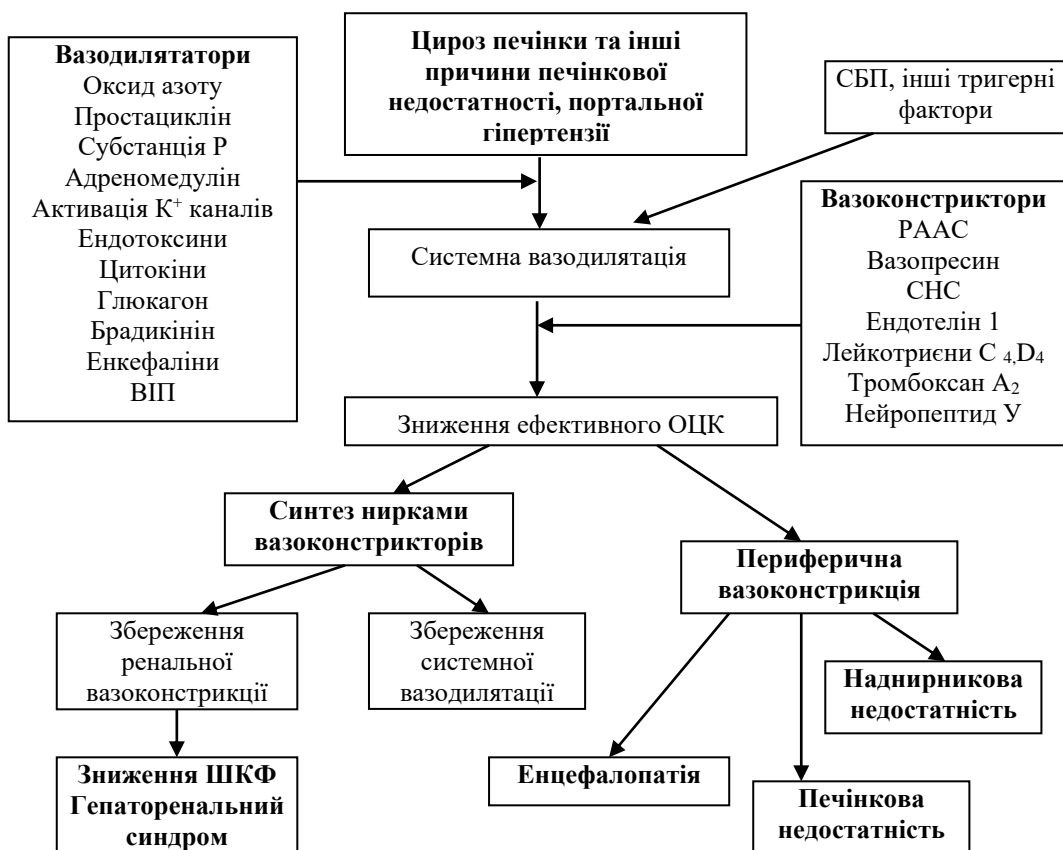 Вазодилятатори
Оксид азоту
Простациклін
Субстанція Р
Адреномедулін
Активація К⁺ каналів
Ендотоксини
Цитокіни
Глюкагон
Брадикінін
Енкефаліни
ВІП
Цироз печінки та інші
причини печінкової
недостатності, портальної
гіпертензії
СБП, інші тригерні
фактори
Системна вазодилятація
Вазоконстриктори
РААС
Вазопресин
СНС
Ендотелін 1
Лейкотриєни С 4,D4
Тромбоксан А2
Нейропептид У
Зниження ефективного ОЦК
Синтез нирками
вазоконстрикторів
Периферична
вазоконстрикція
Збереження
ренальної
вазоконстрикції
Збереження
системної
вазодилятації
Наднирникова
недостатність
Зниження ШКФ
Гепаторенальний
синдром
Енцефалопатія
Печінкова
недостатність